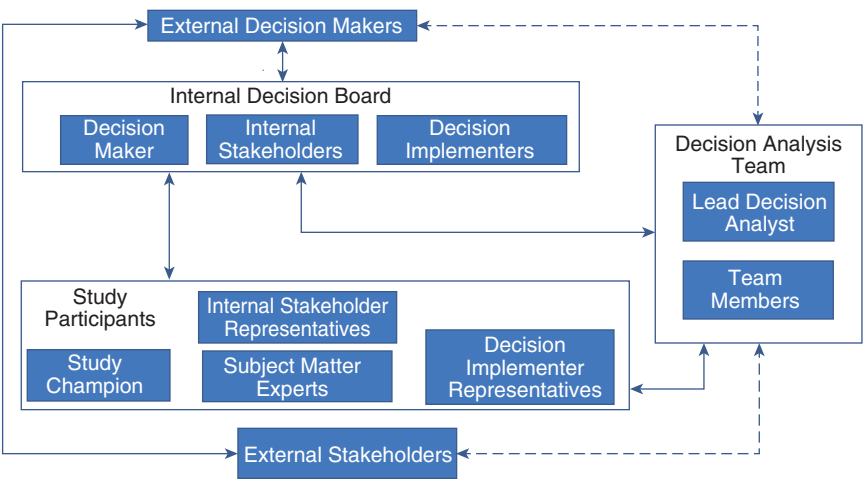 External Decision Makers
Internal Decision Board
Decision
Maker
Internal
Stakeholders
Decision
Implementers
Decision Analysis
Team
Lead Decision
Analyst
Team
Members
Study
Participants
Internal Stakeholder
Representatives
Study
Champion
Subject Matter
Experts
Decision
Implementer
Representatives
External Stakeholders